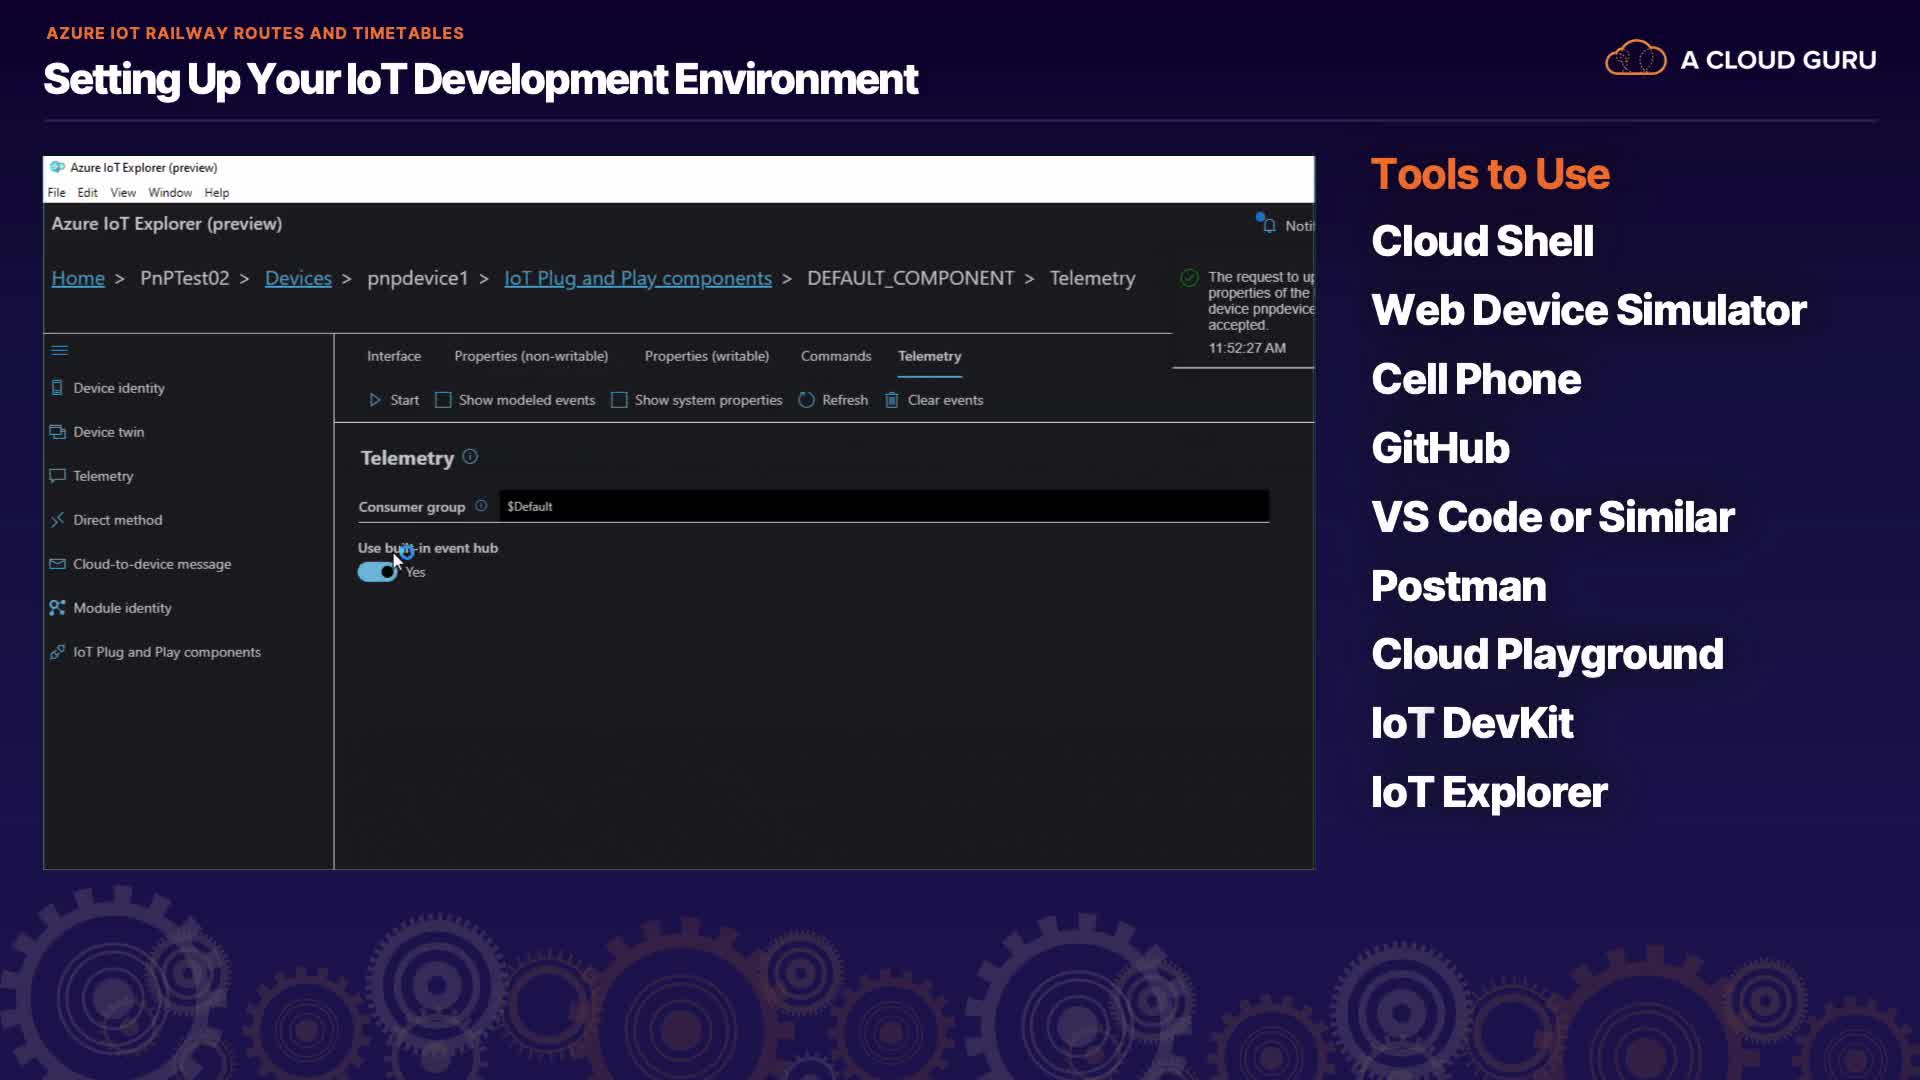 AZURE IOT RAILWAY ROUTES AND TIMETABLES
Setting Up Your IoT Development Environment
A CLOUD GURU
Azure IoT Explorer (preview)
File Edit View Window Help
Azure IoT Explorer (preview)
Noti
Home > PnPTest02 > Devices > pnpdevice1 > IoT Plug and Play components > DEFAULT_COMPONENT > Telemetry
The request to up
properties of the
device pnpdevice
accepted.
11:52:27 AM
Interface Properties (non-writable) Properties (writable) Commands Telemetry
Start Show modeled events Show system properties Refresh Clear events
Device identity
Device twin
Telemetry
Direct method
Cloud-to-device message
Module identity
IoT Plug and Play components
Telemetry
Consumer group $Default
Use built-in event hub
Yes
Tools to Use
Cloud Shell
Web Device Simulator
Cell Phone
GitHub
VS Code or Similar
Postman
Cloud Playground
IoT DevKit
IoT Explorer